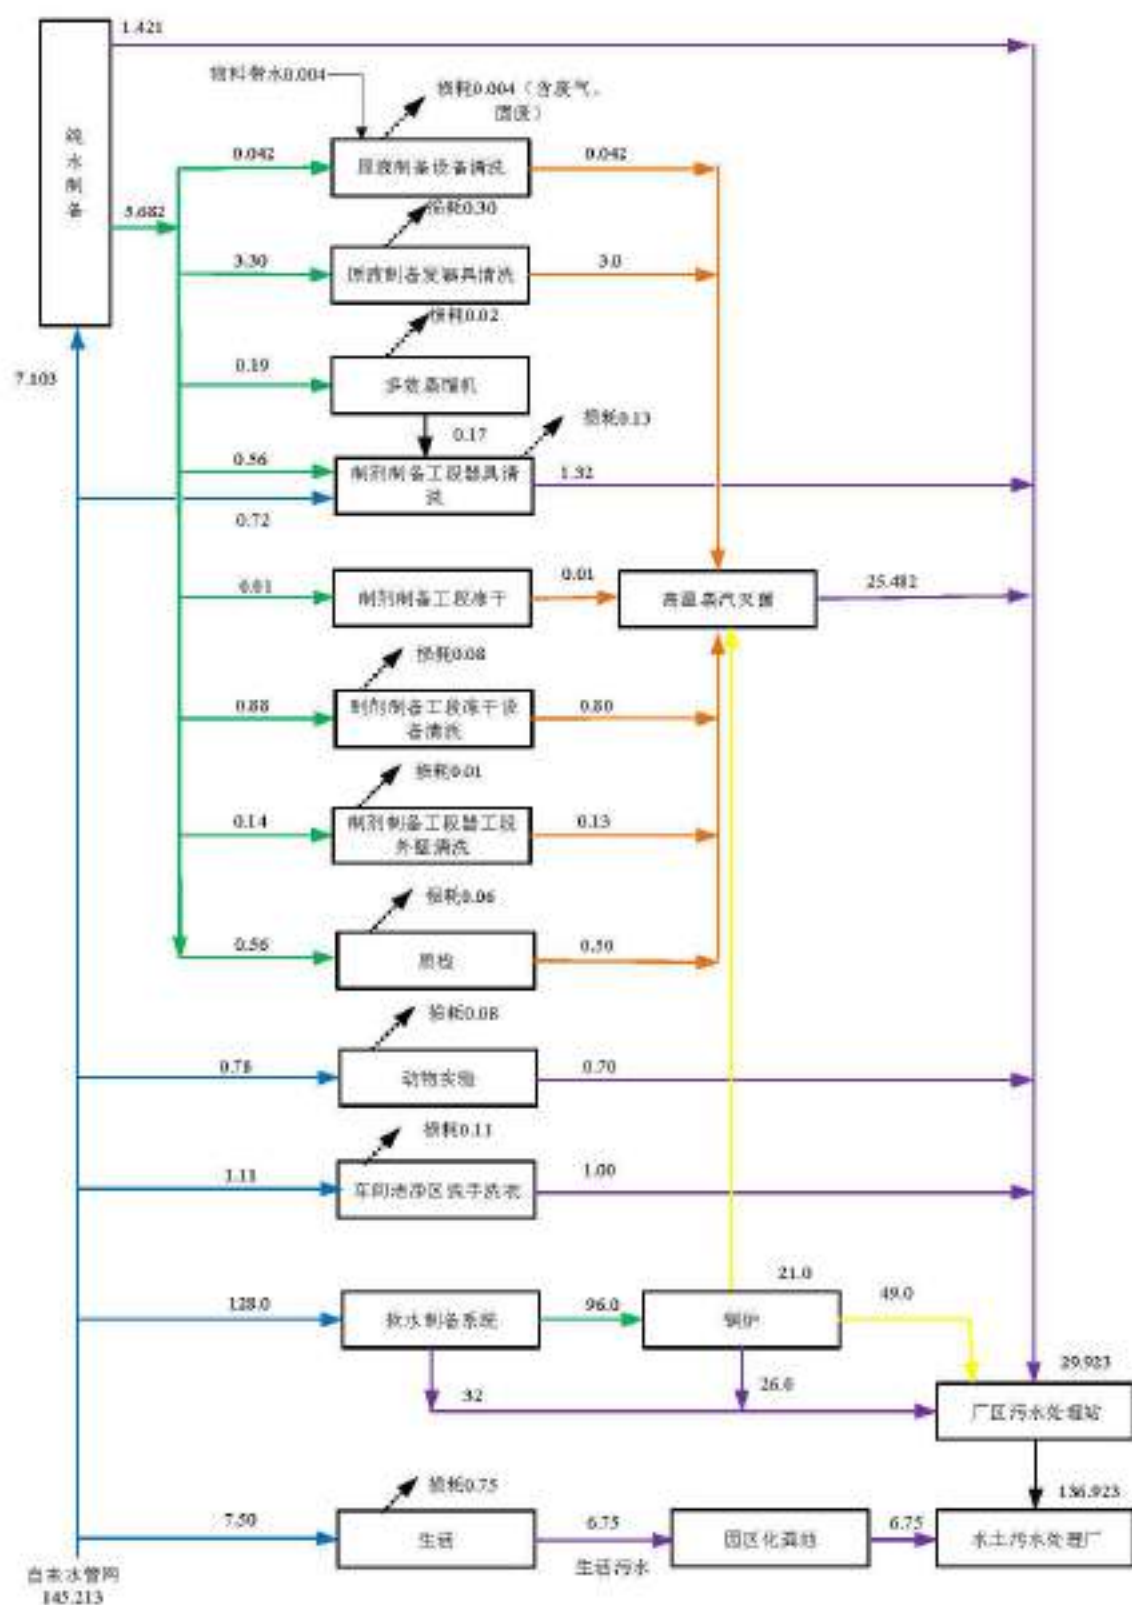 1.421
物料带水0.004
损耗0.004（含废气、
固废）
纯
水
制
备
0.042
原液制备设备清洗
0.042
5.682
损耗0.30
3.30
原液制备发器具清洗
3.0
损耗0.02
7.103
0.19
多效蒸馏机
损耗0.13
0.17
0.56
制剂制备工段器具清
洗
1.32
0.72
0.01
制剂制备工段冻干
0.01
高温蒸汽灭菌
25.482
损耗0.08
0.88
制剂制备工段冻干设
备清洗
0.80
损耗0.01
0.14
制剂制备工段器工段
外壁清洗
0.13
损耗0.06
0.56
质检
0.50
损耗0.08
0.78
动物实验
0.70
损耗0.11
1.11
车间洁净区洗手洗衣
1.00
21.0
128.0
软水制备系统
96.0
锅炉
49.0
29.923
32
26.0
厂区污水处理站
损耗0.75
136.923
7.50
生活
6.75
园区化粪池
6.75
水土污水处理厂
生活污水
自来水管网
145.213